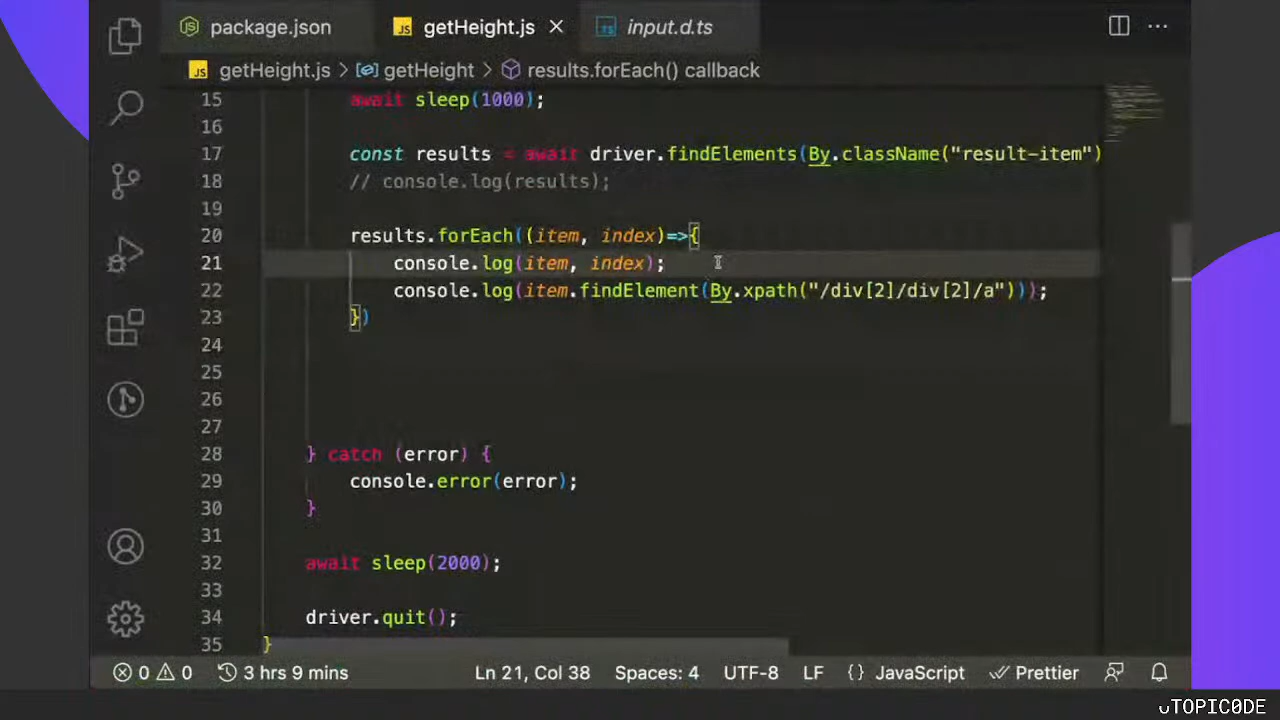 package.json
getHeight.js
input.d.ts
getHeight.js > getHeight > results.forEach() callback
15 await sleep(1000);
16
17 const results = await driver.findElements(By.className("result-item")
18 // console.log(results);
19
20 results.forEach((item, index)=>{
21 console.log(item, index);
22 console.log(item.findElement(By.xpath("/div[2]/div[2]/a")));
23 })
24
25
26
27
28 } catch (error) {
29 console.error(error);
30 }
31
32 await sleep(2000);
33
34 driver.quit();
35 }
0 0 3 hrs 9 mins Ln 21, Col 38 Spaces: 4 UTF-8 LF {} JavaScript Prettier
TOPIC0DE